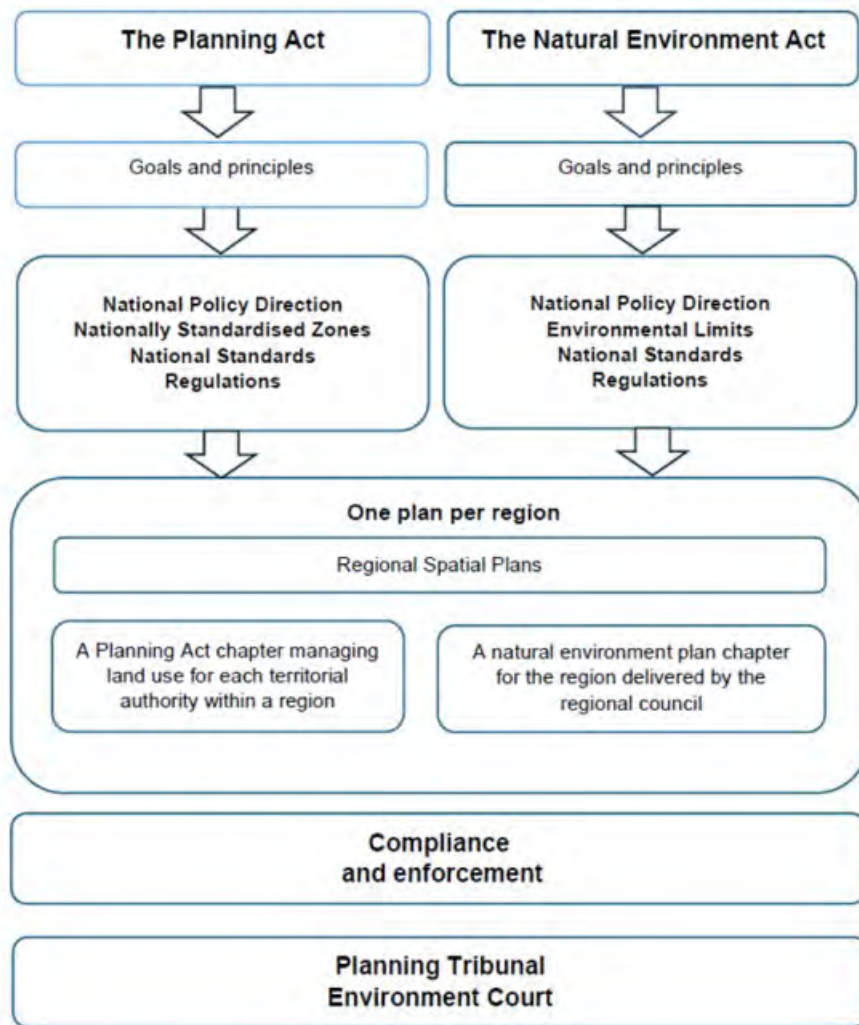 The Planning Act
The Natural Environment Act
Goals and principles
Goals and principles
National Policy Direction
Nationally Standardised Zones
National Standards
Regulations
National Policy Direction
Environmental Limits
National Standards
Regulations
One plan per region
Regional Spatial Plans
A Planning Act chapter managing
land use for each territorial
authority within a region
A natural environment plan chapter
for the region delivered by the
regional council
Compliance
and enforcement
Planning Tribunal
Environment Court